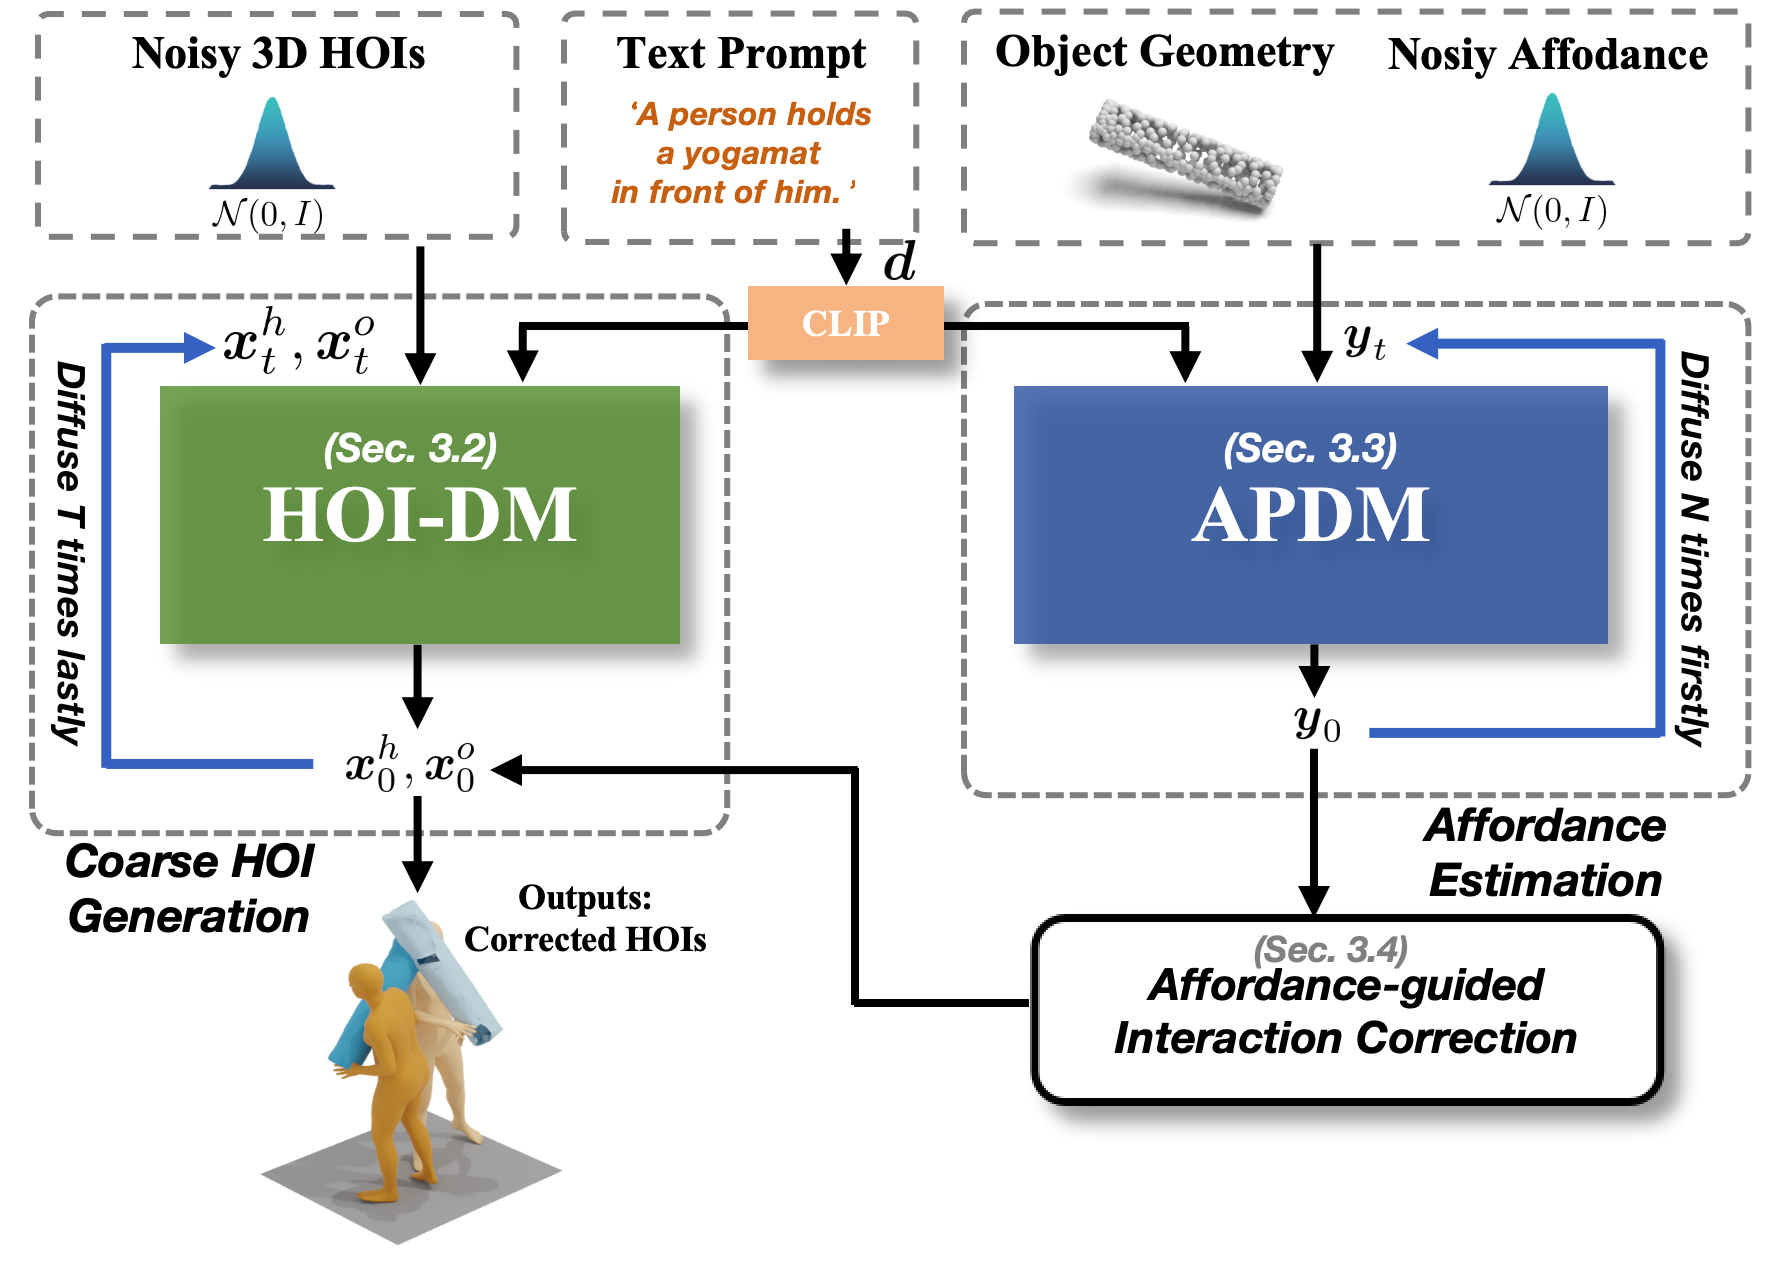 Noisy 3D HOIs
𝒩(0, I)
Text Prompt
‘A person holds
a yogamat
in front of him. ’
Object Geometry
Nosiy Affodance
𝒩(0, I)
d
CLIP
x_t^h, x_t^o
y_t
Diffuse T times lastly
(Sec. 3.2)
HOI-DM
(Sec. 3.3)
APDM
Diffuse N times firstly
x_0^h, x_0^o
y_0
Coarse HOI
Generation
Affordance
Estimation
Outputs:
Corrected HOIs
(Sec. 3.4)
Affordance-guided
Interaction Correction